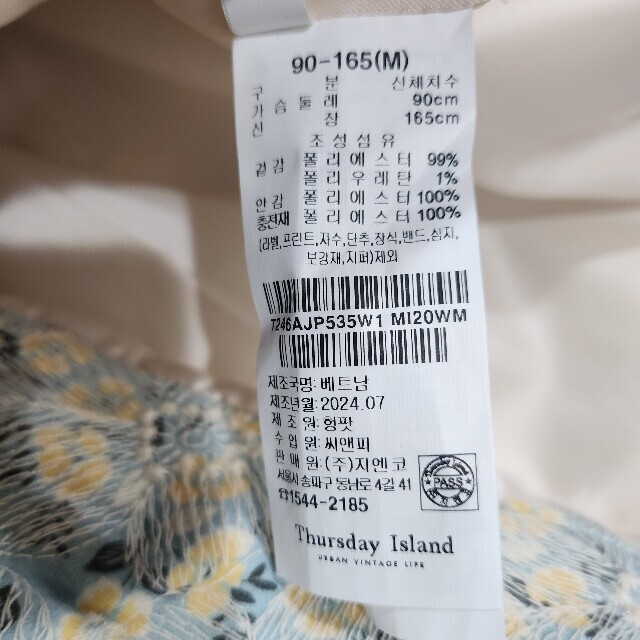 90-165(M)
구 분 신체치수
가슴둘레 90cm
신 장 165cm
조성섬유
겉감 폴리에스터 99%
폴리우레탄 1%
안감 폴리에스터 100%
충전재 폴리에스터 100%
(라벨,프린트,자수,단추,장식,밴드,심지,
부강재,지퍼)제외
T246AJP535W1 MI20WM
제조국명:베트남
제조년월:2024.07
제 조 원:힝팟
수 입 원:씨앤피
판 매 원:(주)지엔코
서울시 송파구 동남로 4길 41
☎1544-2185
PASS
Thursday Island
URBAN VINTAGE LIFE